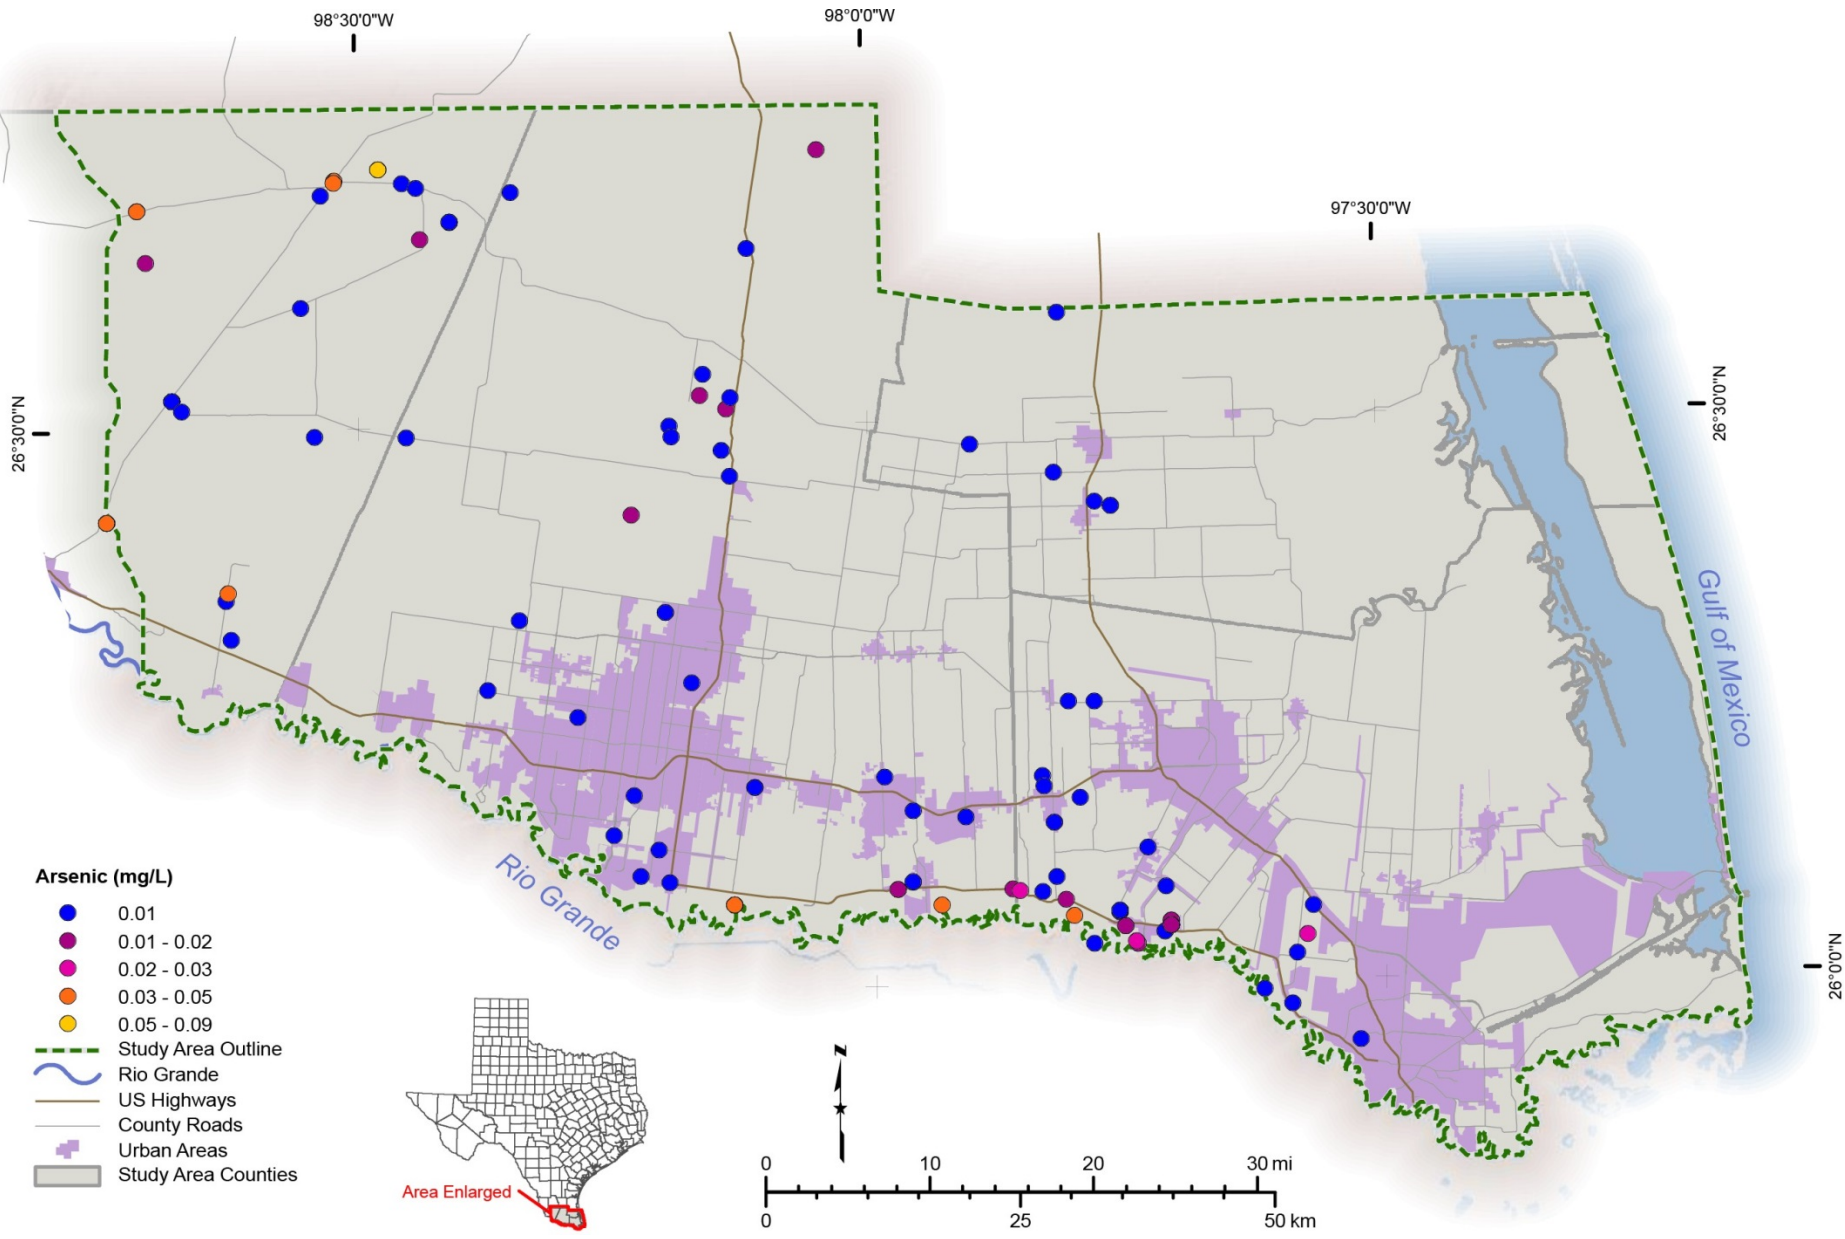 98°30'0"W
98°0'0"W
97°30'0"W
26°30'0"N
26°30'0"N
Gulf of Mexico
Rio Grande
26°0'0"N
Arsenic (mg/L)
0.01
0.01 - 0.02
0.02 - 0.03
0.03 - 0.05
0.05 - 0.09
Study Area Outline
Rio Grande
US Highways
County Roads
Urban Areas
Study Area Counties
Area Enlarged
N
0 10 20 30 mi
0 25 50 km